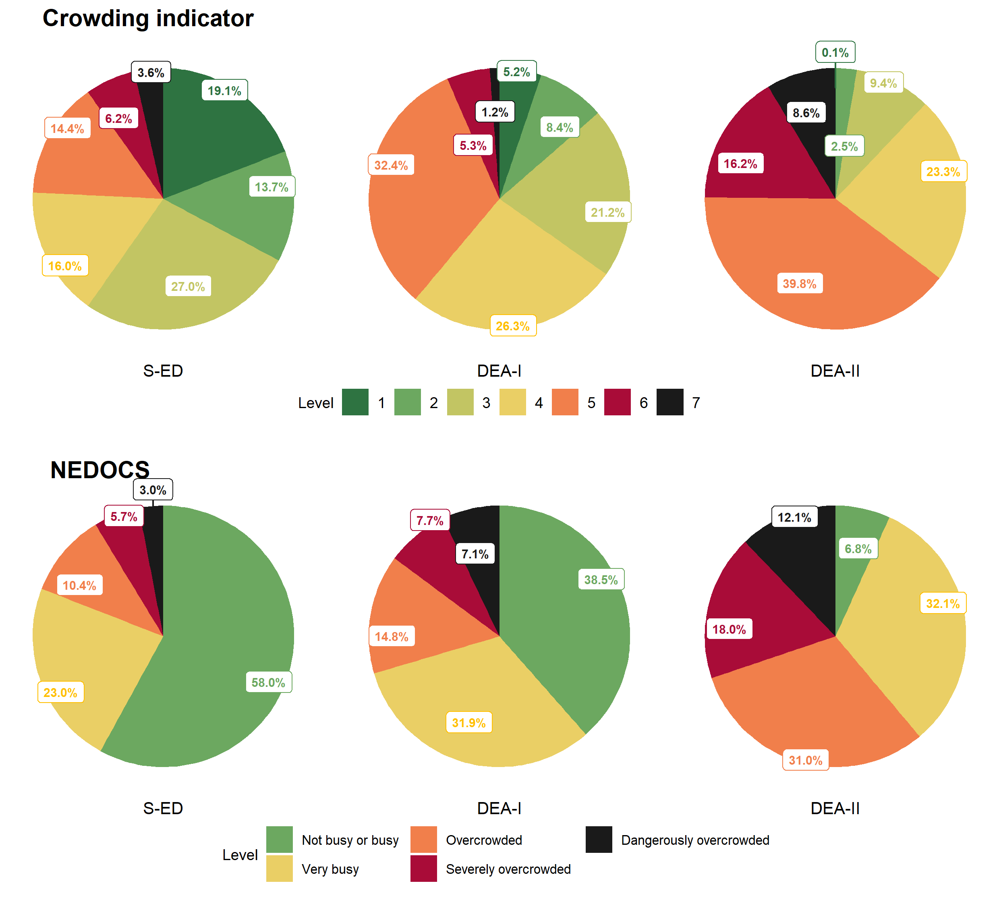 Crowding indicator
3.6%
19.1%
14.4%
6.2%
13.7%
16.0%
27.0%
5.2%
1.2%
8.4%
5.3%
32.4%
21.2%
26.3%
0.1%
9.4%
8.6%
2.5%
16.2%
23.3%
39.8%
S-ED
DEA-I
DEA-II
Level 1 2 3 4 5 6 7
NEDOCS
3.0%
5.7%
10.4%
58.0%
23.0%
7.7%
7.1%
38.5%
14.8%
31.9%
12.1%
6.8%
32.1%
18.0%
31.0%
S-ED
DEA-I
DEA-II
Level
Not busy or busy
Overcrowded
Dangerously overcrowded
Very busy
Severely overcrowded